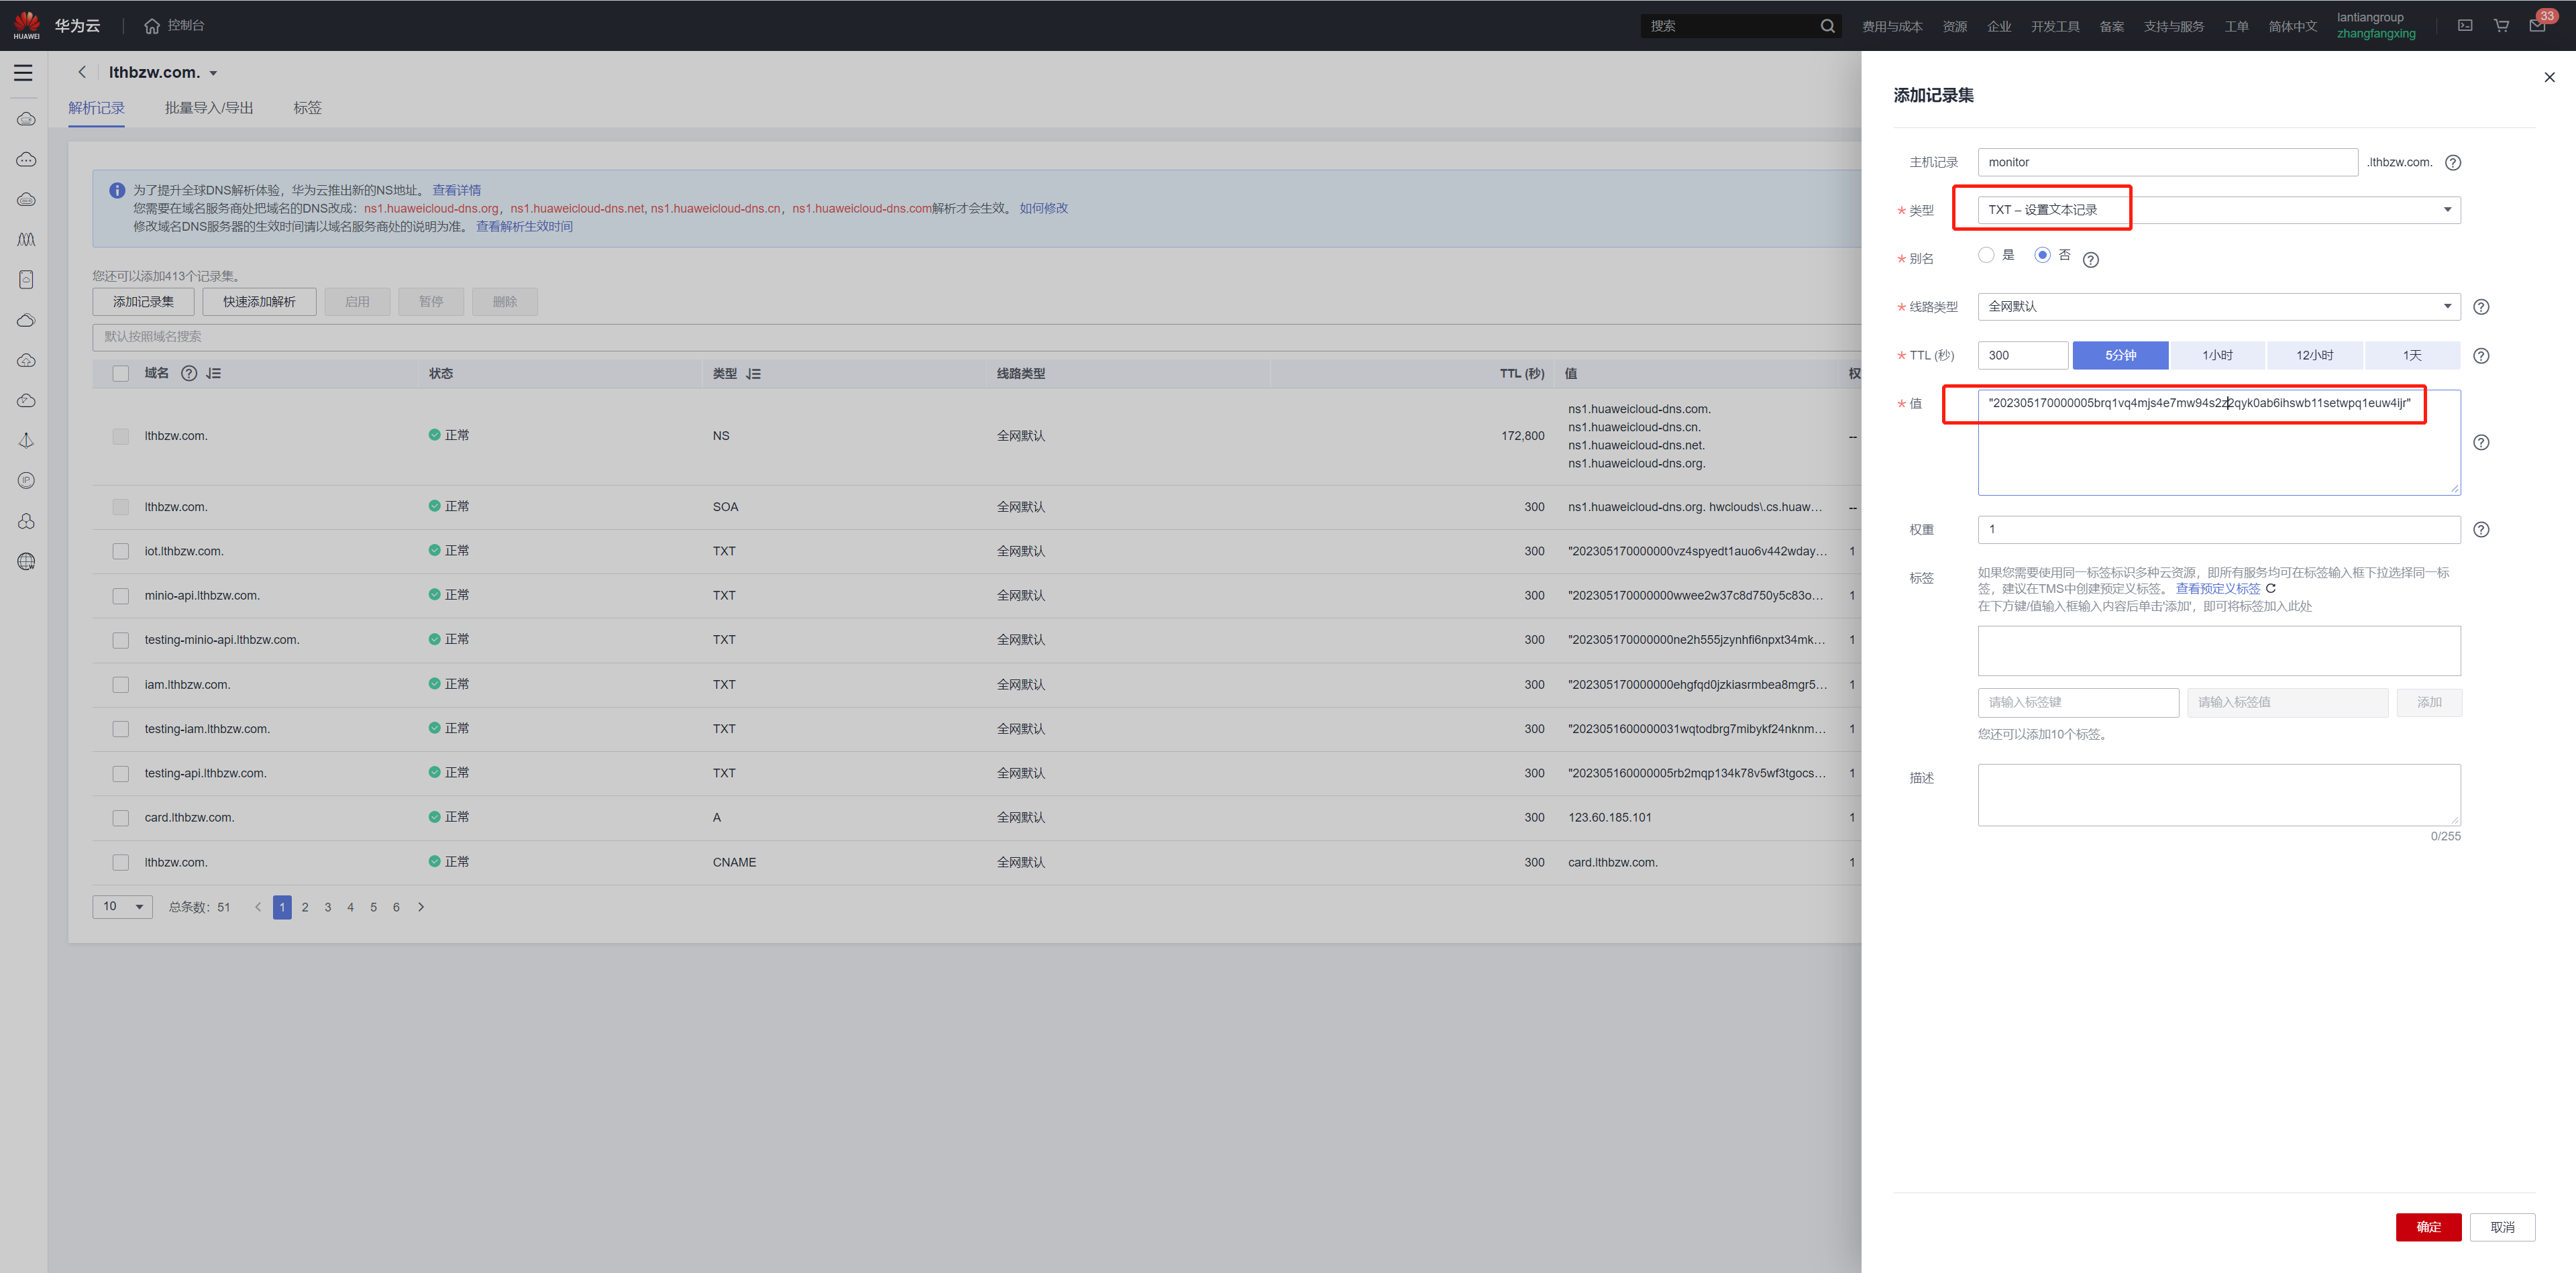 HUAWEI
华为云
控制台
搜索
费用与成本
资源
企业
开发工具
备案
支持与服务
工单
简体中文
lantiangroup
zhangfangxing
33
lthbzw.com.
解析记录
批量导入/导出
标签
为了提升全球DNS解析体验，华为云推出新的NS地址。 查看详情
您需要在域名服务商处把域名的DNS改成：ns1.huaweicloud-dns.org，ns1.huaweicloud-dns.net, ns1.huaweicloud-dns.cn，ns1.huaweicloud-dns.com解析才会生效。 如何修改
修改域名DNS服务器的生效时间请以域名服务商处的说明为准。 查看解析生效时间
您还可以添加413个记录集。
添加记录集
快速添加解析
启用
暂停
删除
默认按照域名搜索
域名 状态 类型 线路类型 TTL (秒) 值 权
lthbzw.com. 正常 NS 全网默认 172,800 ns1.huaweicloud-dns.com. --
ns1.huaweicloud-dns.cn.
ns1.huaweicloud-dns.net.
ns1.huaweicloud-dns.org.
lthbzw.com. 正常 SOA 全网默认 300 ns1.huaweicloud-dns.org. hwclouds\.cs.huaw... --
iot.lthbzw.com. 正常 TXT 全网默认 300 "202305170000000vz4spyedt1auo6v442wday... 1
minio-api.lthbzw.com. 正常 TXT 全网默认 300 "202305170000000wwee2w37c8d750y5c83o... 1
testing-minio-api.lthbzw.com. 正常 TXT 全网默认 300 "202305170000000ne2h555jzynhfi6npxt34mk... 1
iam.lthbzw.com. 正常 TXT 全网默认 300 "202305170000000ehgfqd0jzkiasrmbea8mgr5... 1
testing-iam.lthbzw.com. 正常 TXT 全网默认 300 "202305160000031wqtodbrg7mibykf24nknm... 1
testing-api.lthbzw.com. 正常 TXT 全网默认 300 "202305160000005rb2mqp134k78v5wf3tgocs... 1
card.lthbzw.com. 正常 A 全网默认 300 123.60.185.101 1
lthbzw.com. 正常 CNAME 全网默认 300 card.lthbzw.com. 1
10 总条数：51 < 1 2 3 4 5 6 >
添加记录集
主机记录 monitor .lthbzw.com.
* 类型 TXT – 设置文本记录
* 别名 是 否
* 线路类型 全网默认
* TTL (秒) 300 5分钟 1小时 12小时 1天
* 值 "202305170000005brq1vq4mjs4e7mw94s2z2qyk0ab6ihswb11setwpq1euw4ijr"
权重 1
标签 如果您需要使用同一标签标识多种云资源，即所有服务均可在标签输入框下拉选择同一标
签，建议在TMS中创建预定义标签。 查看预定义标签
在下方键/值输入框输入内容后单击'添加'，即可将标签加入此处
请输入标签键 请输入标签值 添加
您还可以添加10个标签。
描述
0/255
确定 取消